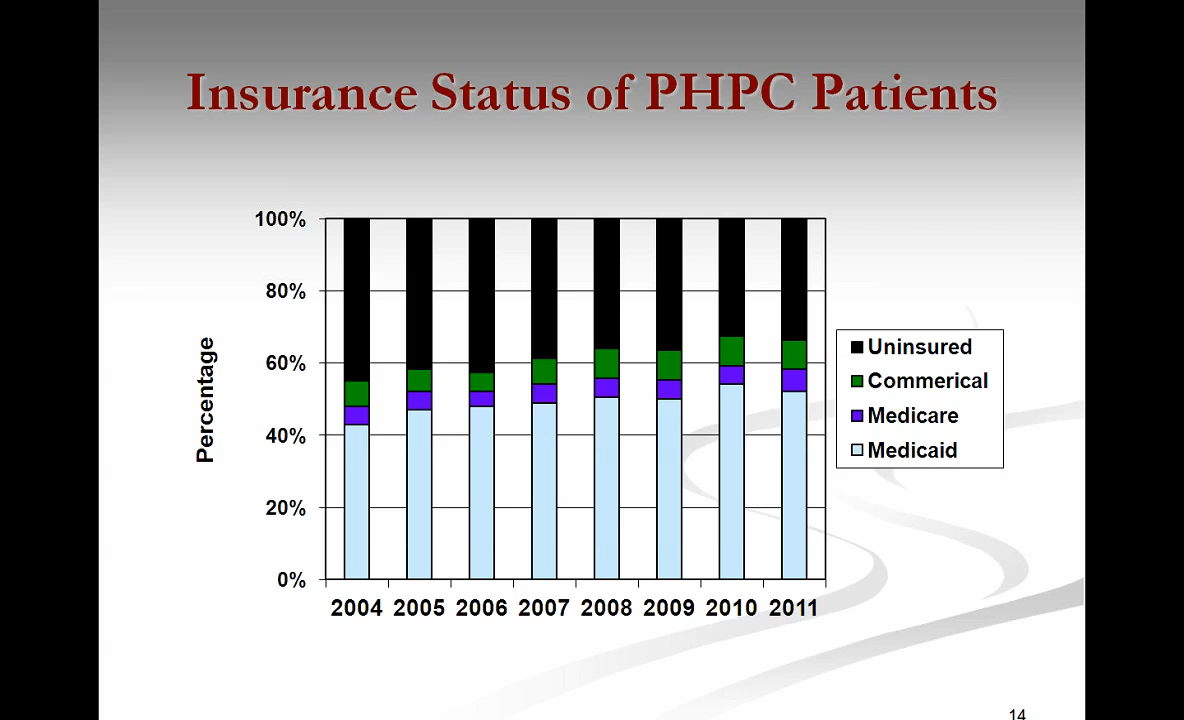 Insurance Status of PHPC Patients
100%
80%
60%
40%
20%
0%
Percentage
2004 2005 2006 2007 2008 2009 2010 2011
Uninsured
Commerical
Medicare
Medicaid
14